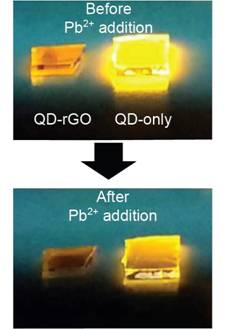 Before
Pb²⁺ addition
QD-rGO QD-only
After
Pb²⁺ addition